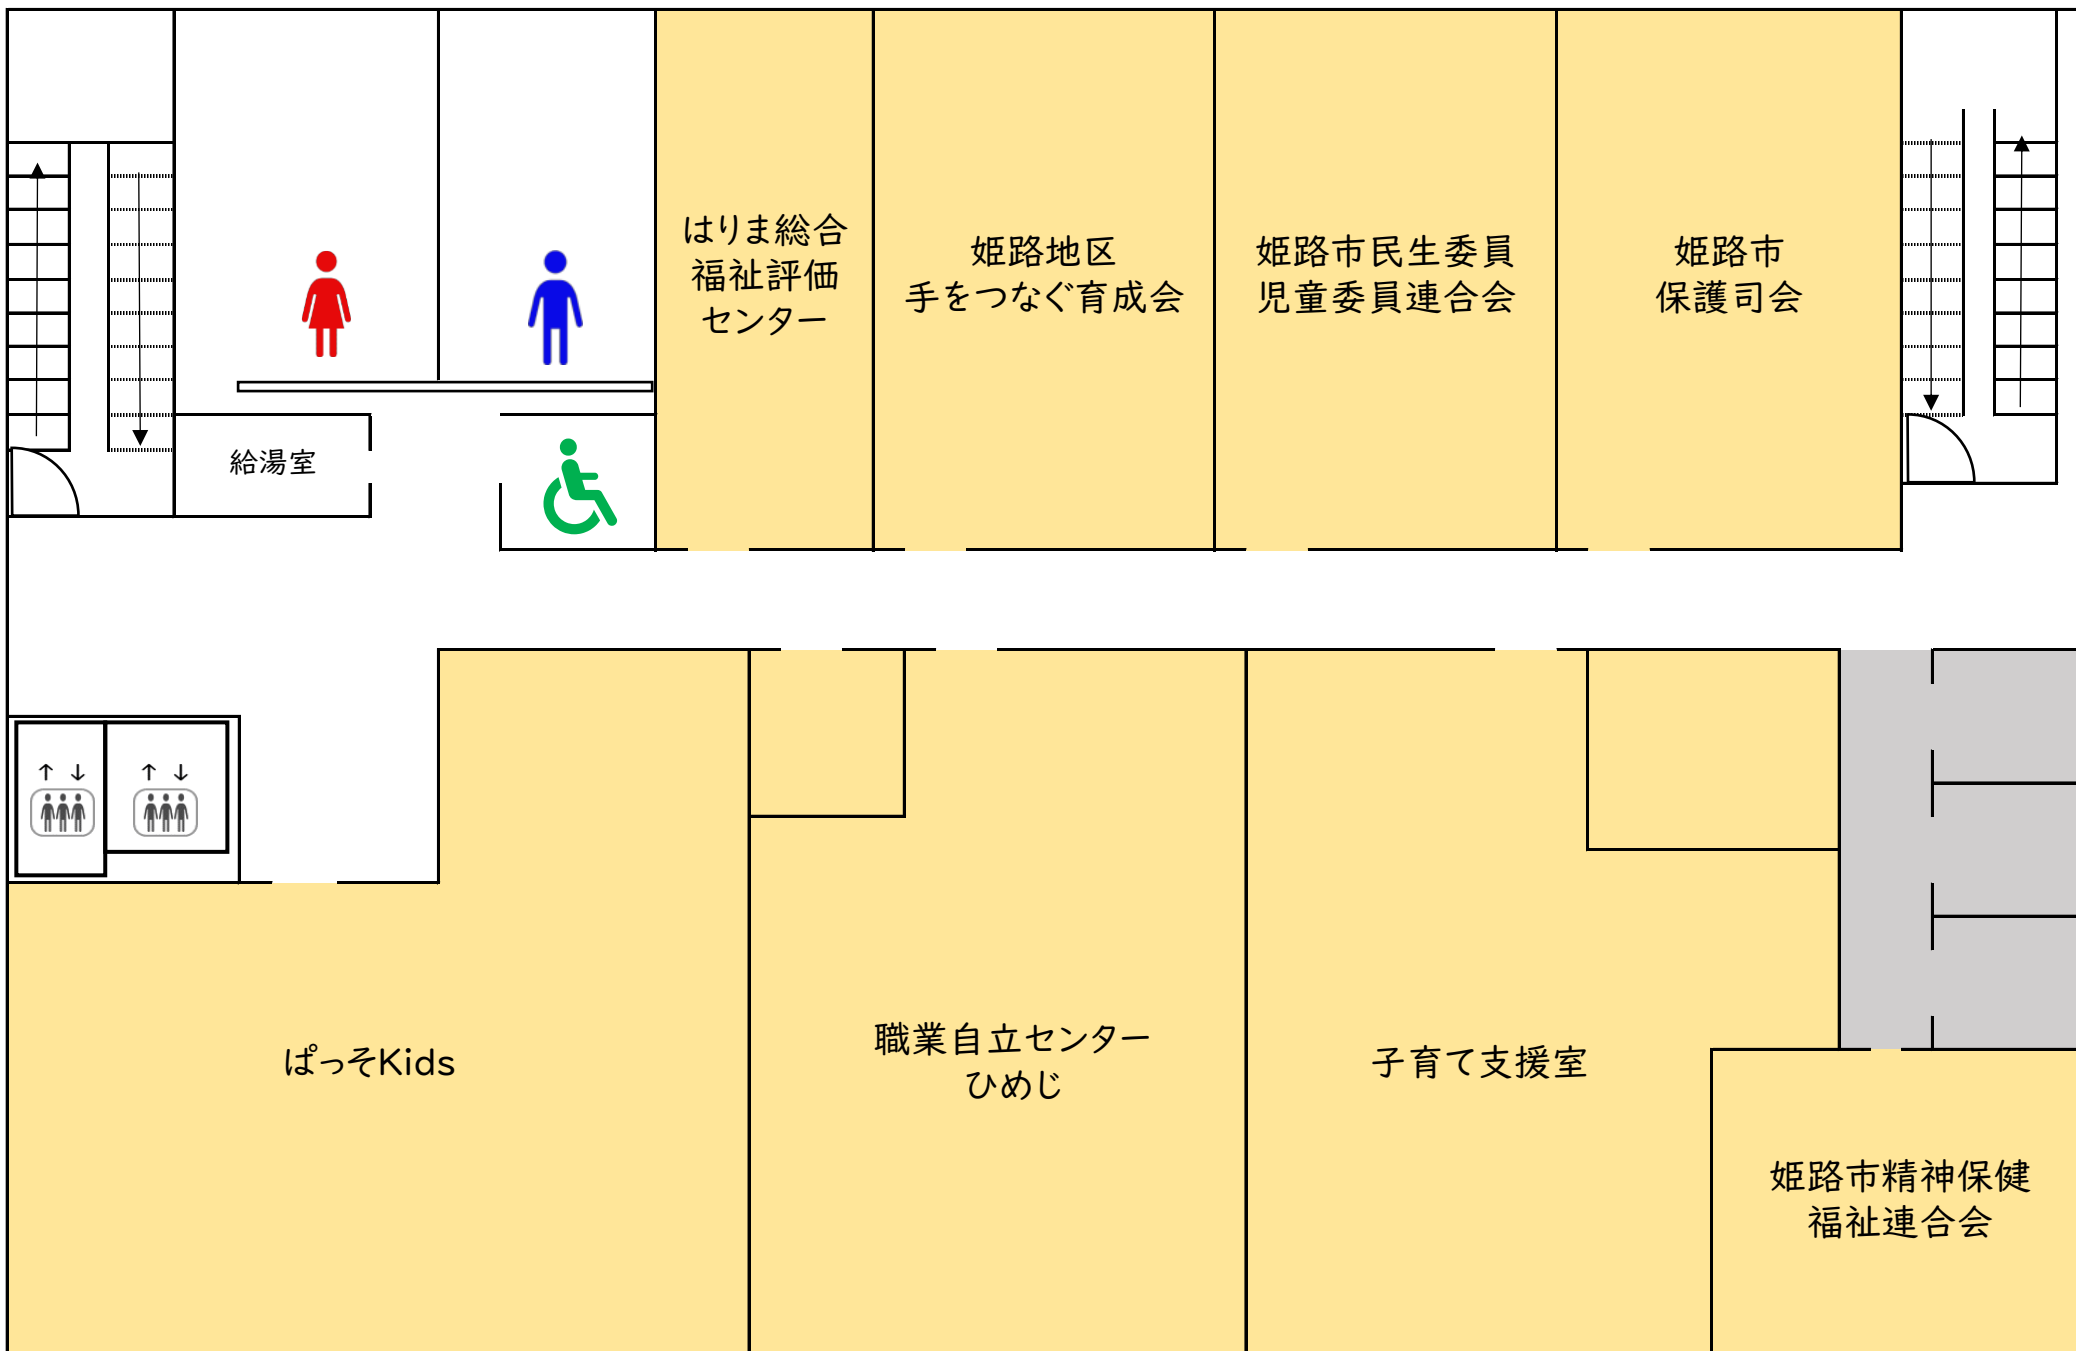 はりま総合
福祉評価
センター
姫路地区
手をつなぐ育成会
姫路市民生委員
児童委員連合会
姫路市
保護司会
給湯室
↑ ↓
↑ ↓
ぱっそKids
職業自立センター
ひめじ
子育て支援室
姫路市精神保健
福祉連合会